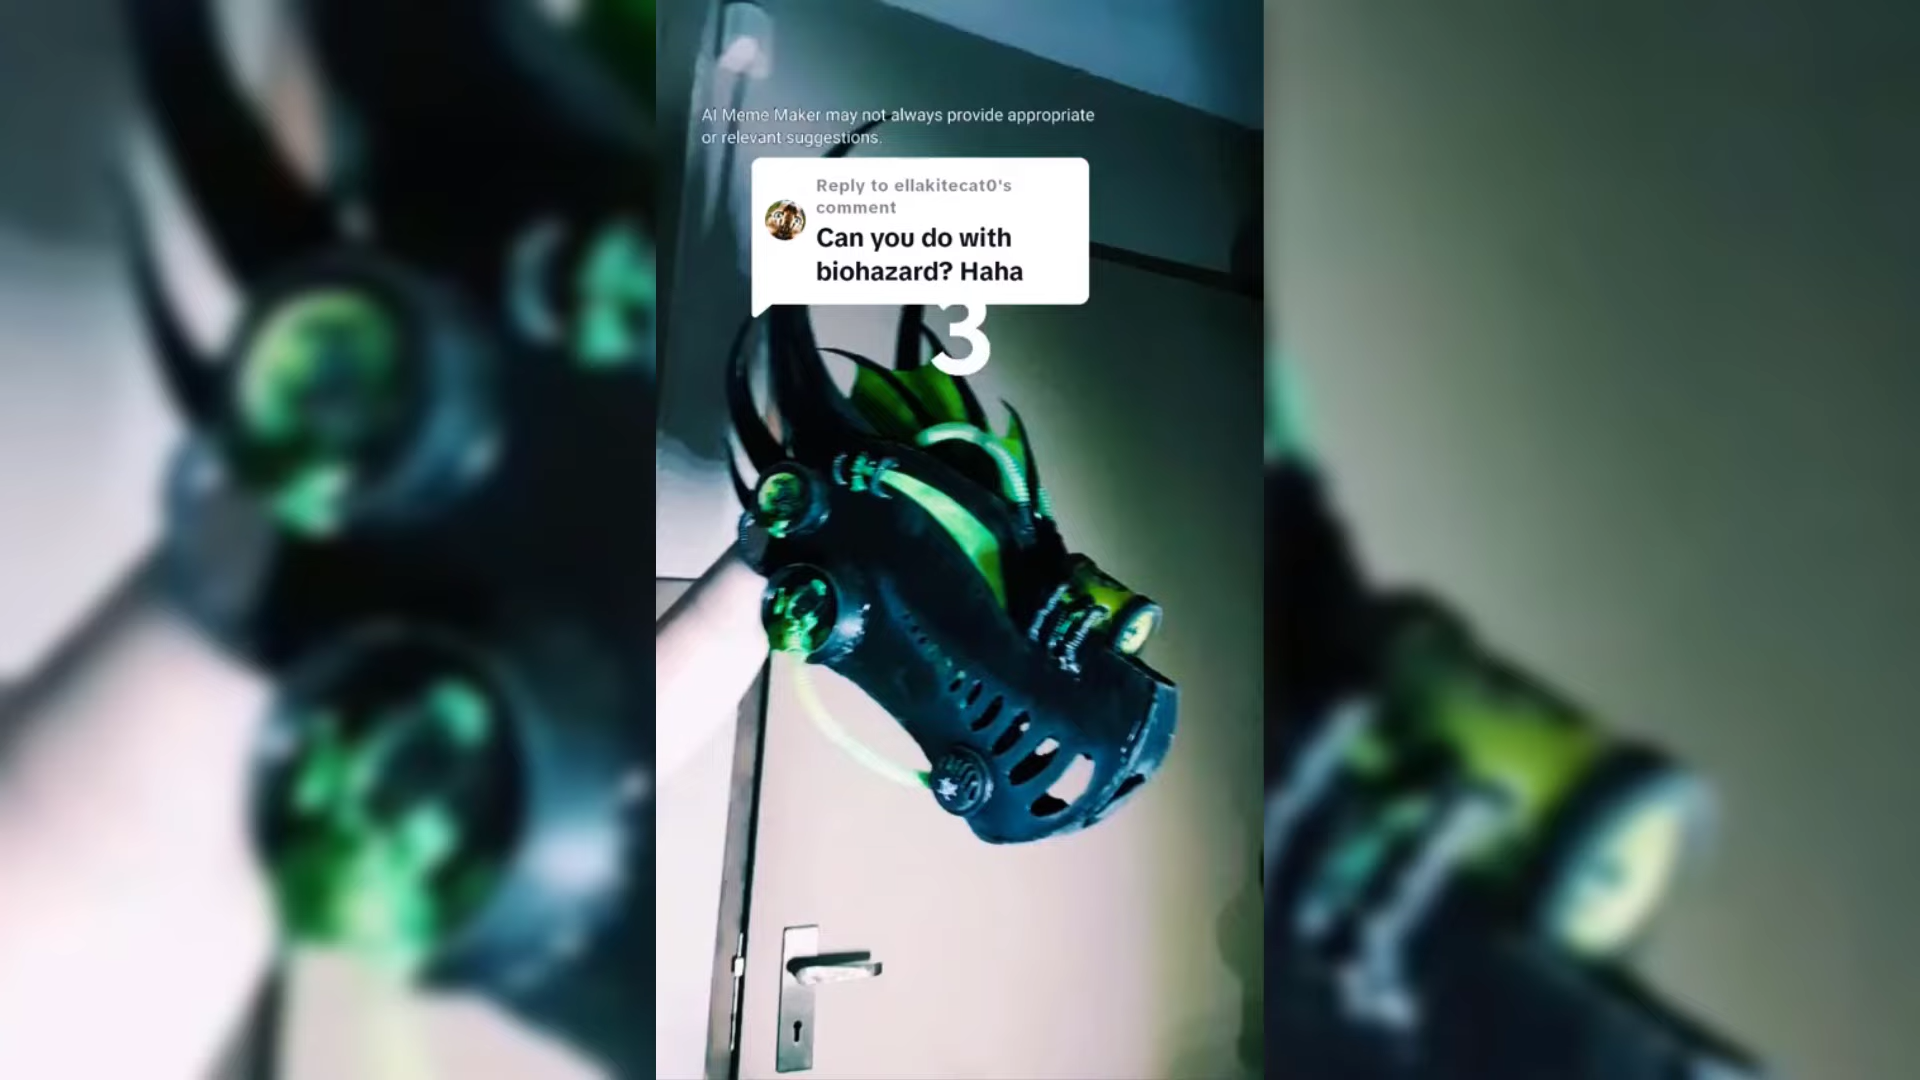 AI Meme Maker may not always provide appropriate
or relevant suggestions.
Reply to ellakitecat0's
comment
Can you do with
biohazard? Haha
3